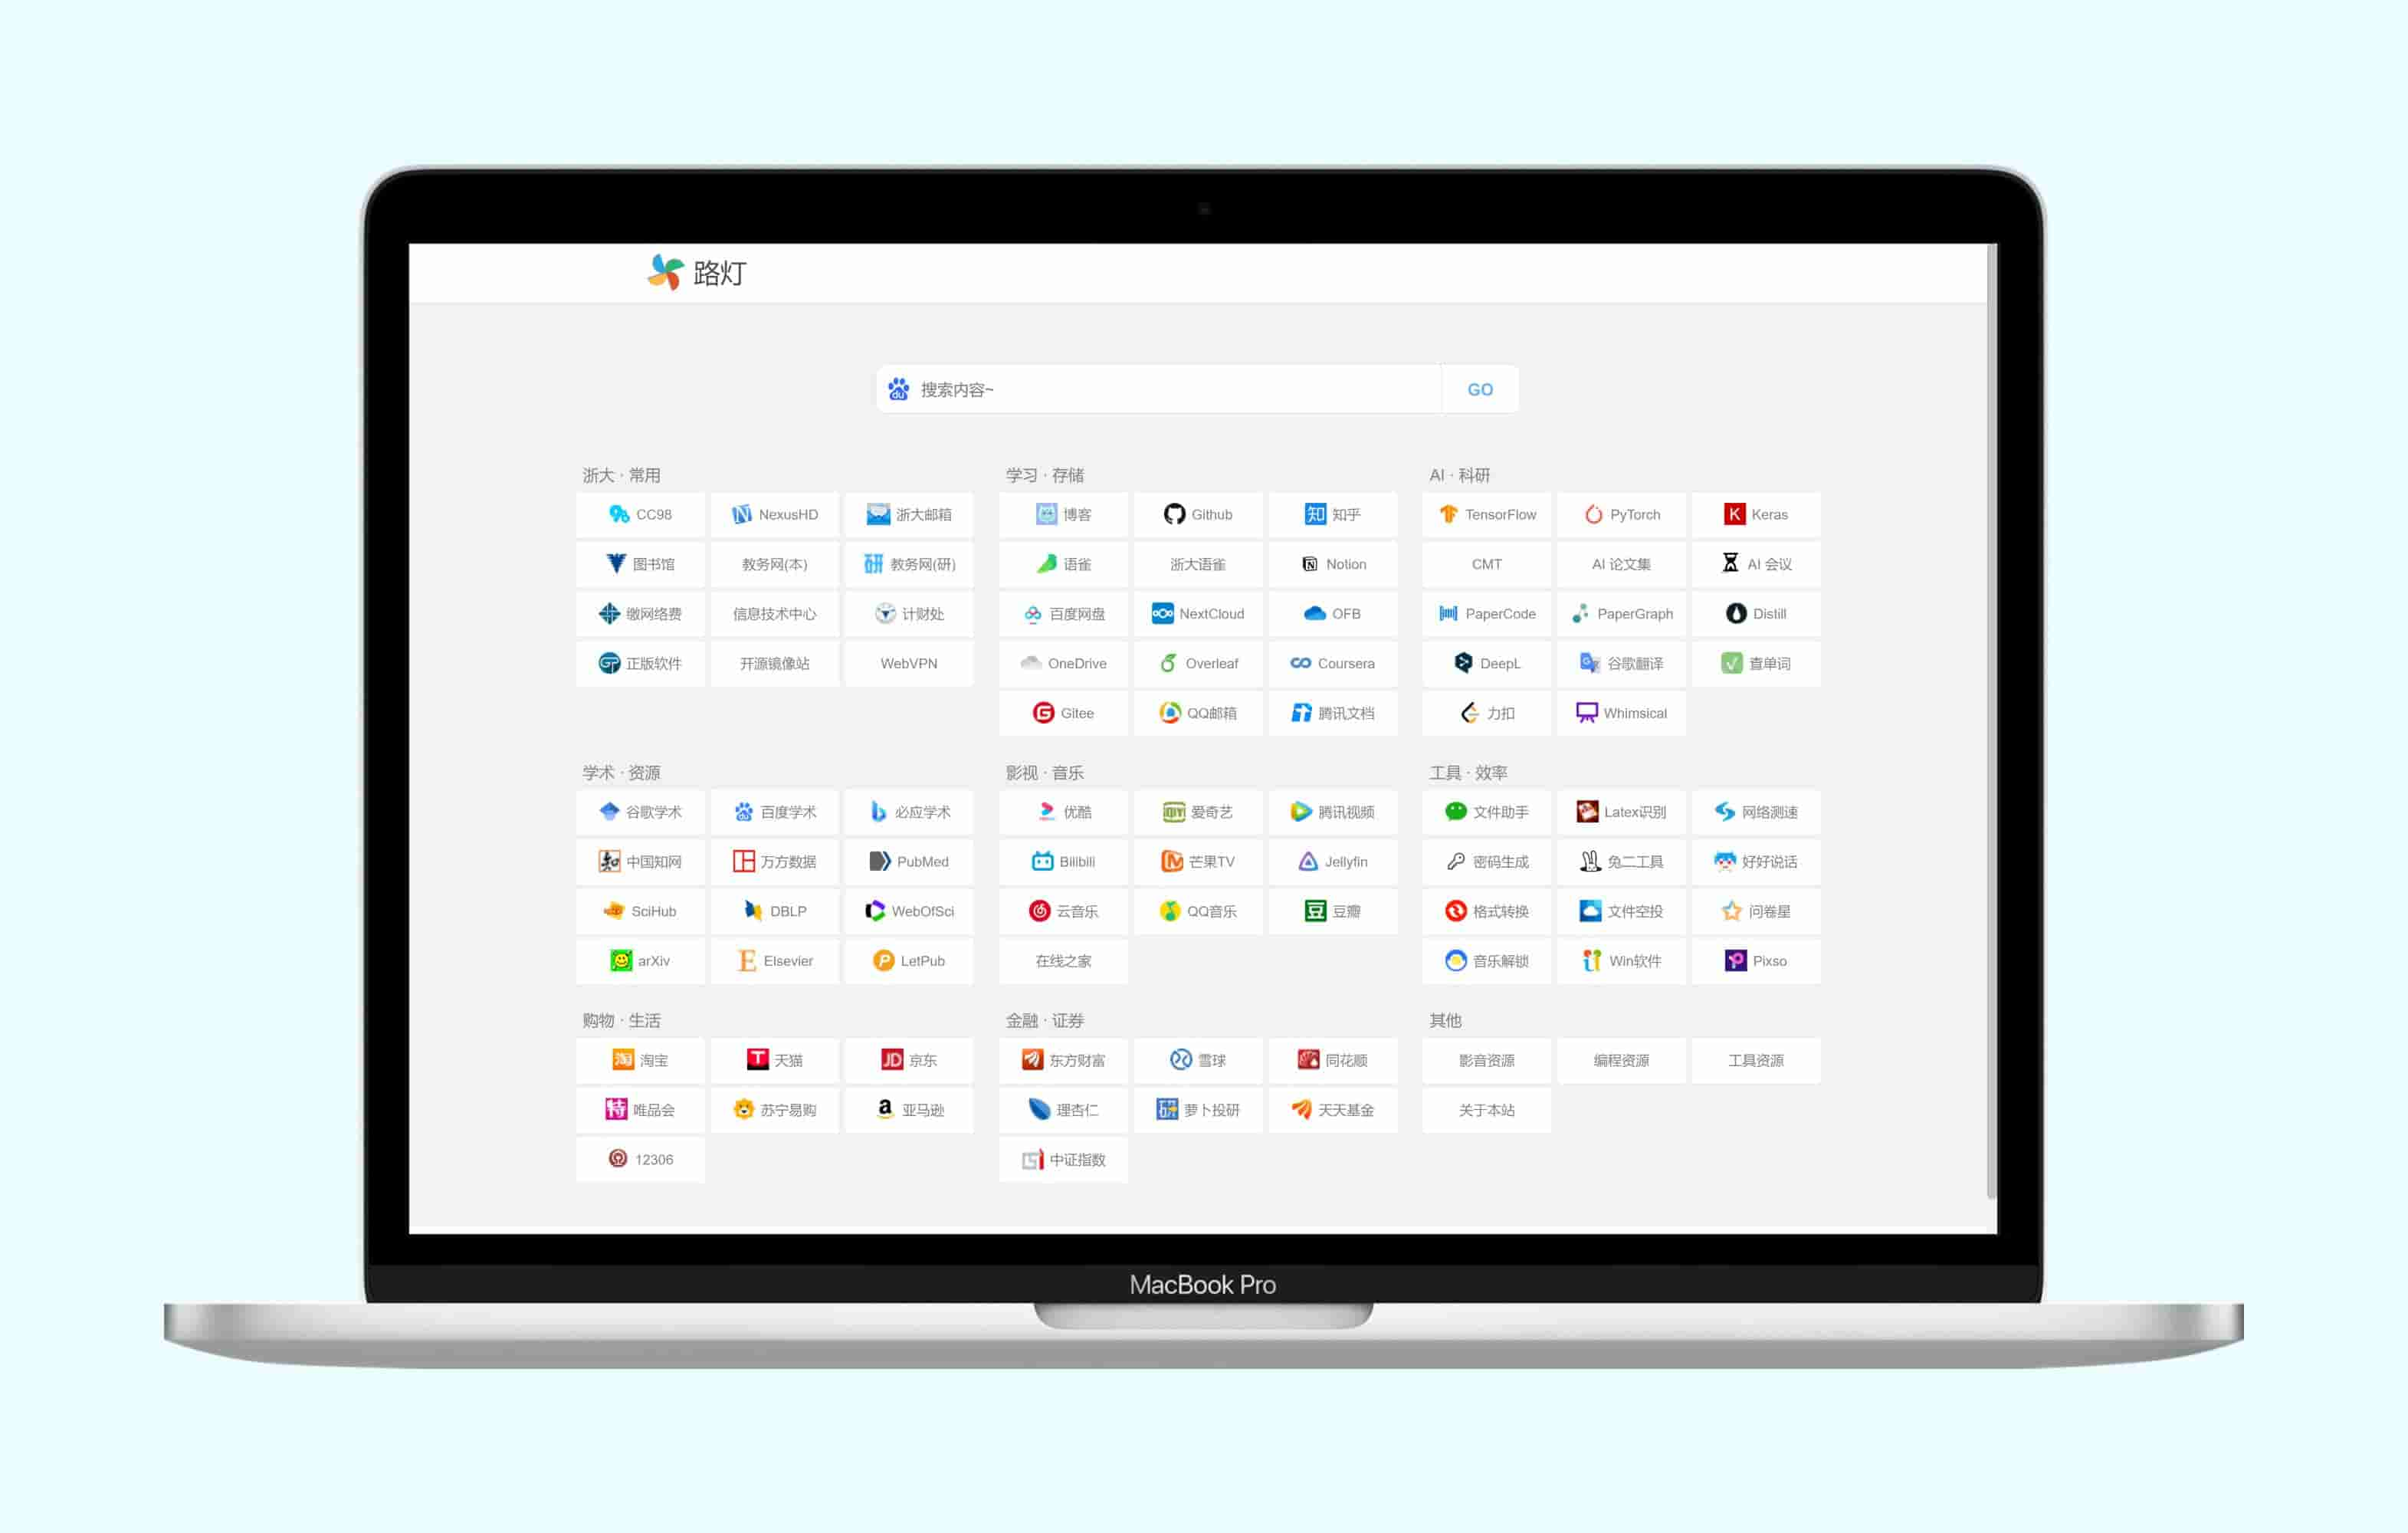 路灯
搜索内容~ GO
浙大 · 常用
CC98 NexusHD 浙大邮箱
图书馆 教务网(本) 教务网(研)
缴网络费 信息技术中心 计财处
正版软件 开源镜像站 WebVPN
学习 · 存储
博客 Github 知乎
语雀 浙大语雀 Notion
百度网盘 NextCloud OFB
OneDrive Overleaf Coursera
Gitee QQ邮箱 腾讯文档
AI · 科研
TensorFlow PyTorch Keras
CMT AI 论文集 AI 会议
PaperCode PaperGraph Distill
DeepL 谷歌翻译 查单词
力扣 Whimsical
学术 · 资源
谷歌学术 百度学术 必应学术
中国知网 万方数据 PubMed
SciHub DBLP WebOfSci
arXiv Elsevier LetPub
影视 · 音乐
优酷 爱奇艺 腾讯视频
Bilibili 芒果TV Jellyfin
云音乐 QQ音乐 豆瓣
在线之家
工具 · 效率
文件助手 Latex识别 网络测速
密码生成 兔二工具 好好说话
格式转换 文件空投 问卷星
音乐解锁 Win软件 Pixso
购物 · 生活
淘宝 天猫 京东
唯品会 苏宁易购 亚马逊
12306
金融 · 证券
东方财富 雪球 同花顺
理杏仁 萝卜投研 天天基金
中证指数
其他
影音资源 编程资源 工具资源
关于本站
MacBook Pro